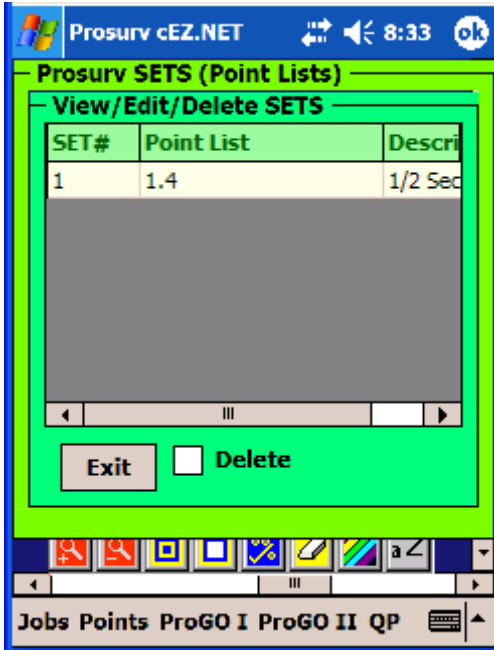 Prosurv cEZ.NET 8:33 ok
Prosurv SETS (Point Lists)
View/Edit/Delete SETS
SET# Point List Descri
1 1.4 1/2 Sec
Exit Delete
a
Jobs Points ProGO I ProGO II QP